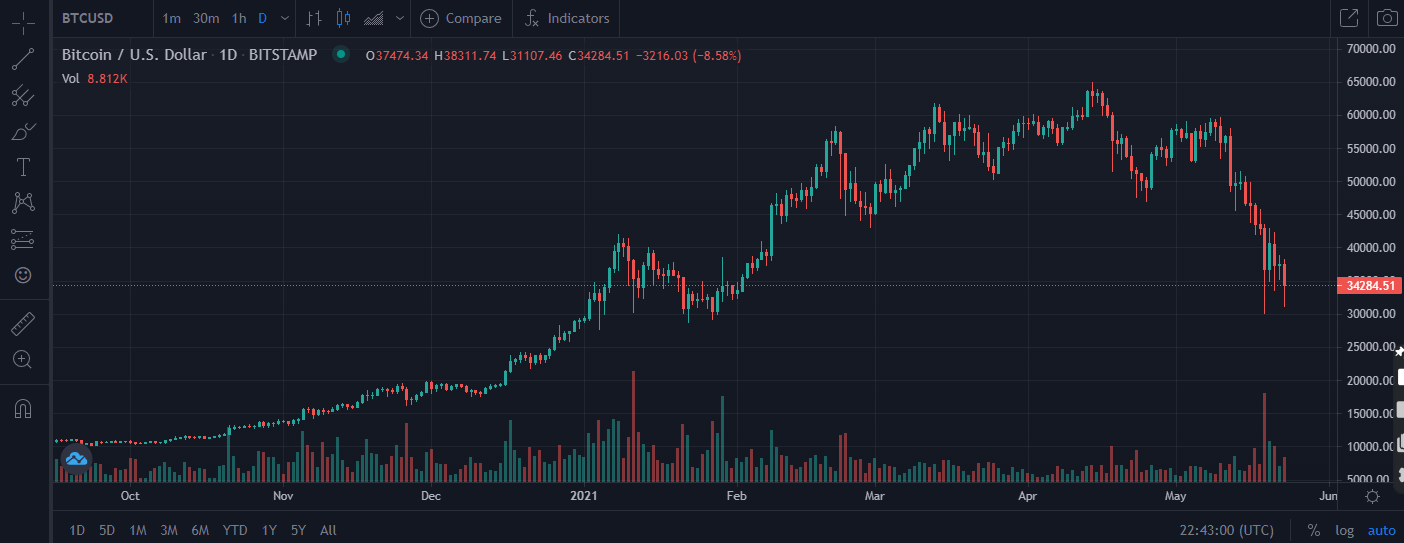 BTCUSD 1m 30m 1h D Compare Indicators
Bitcoin / U.S. Dollar · 1D · BITSTAMP O37474.34 H38311.74 L31107.46 C34284.51 −3216.03 (−8.58%)
Vol 8.812K
70000.00
65000.00
60000.00
55000.00
50000.00
45000.00
40000.00
34284.51
30000.00
25000.00
20000.00
15000.00
10000.00
5000.00
Oct Nov Dec 2021 Feb Mar Apr May Jun
1D 5D 1M 3M 6M YTD 1Y 5Y All 22:43:00 (UTC) % log auto